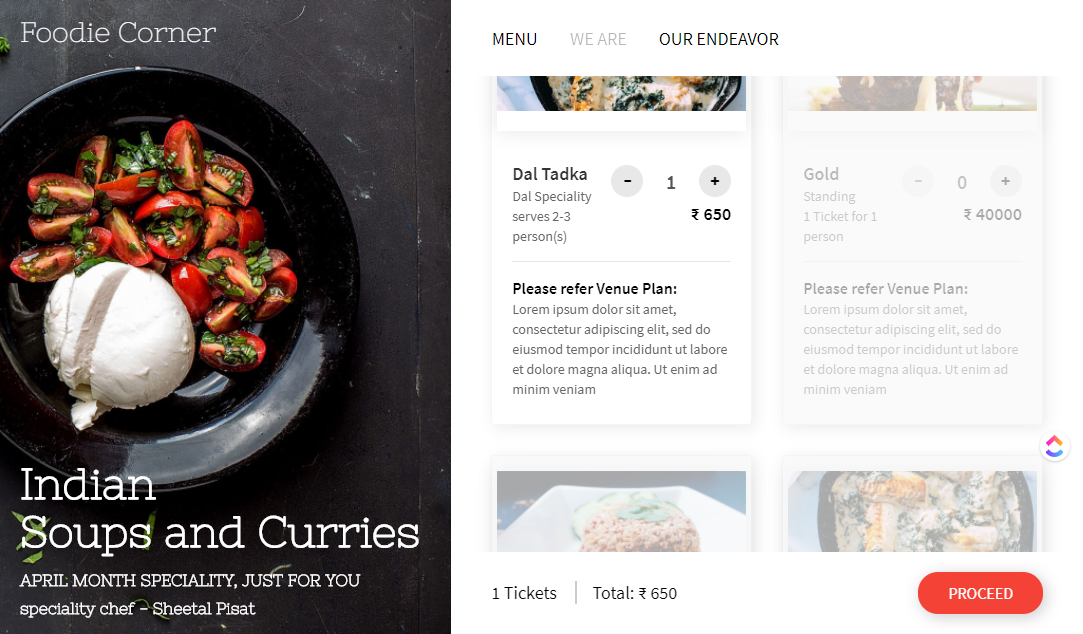 Foodie Corner
Indian
Soups and Curries
APRIL MONTH SPECIALITY, JUST FOR YOU
speciality chef - Sheetal Pisat
MENU WE ARE OUR ENDEAVOR
Dal Tadka - 1 +
Dal Speciality
serves 2-3
person(s)
₹ 650
Please refer Venue Plan:
Lorem ipsum dolor sit amet,
consectetur adipiscing elit, sed do
eiusmod tempor incididunt ut labore
et dolore magna aliqua. Ut enim ad
minim veniam
Gold - 0 +
Standing
1 Ticket for 1
person
₹ 40000
Please refer Venue Plan:
Lorem ipsum dolor sit amet,
consectetur adipiscing elit, sed do
eiusmod tempor incididunt ut labore
et dolore magna aliqua. Ut enim ad
minim veniam
1 Tickets Total: ₹ 650 PROCEED